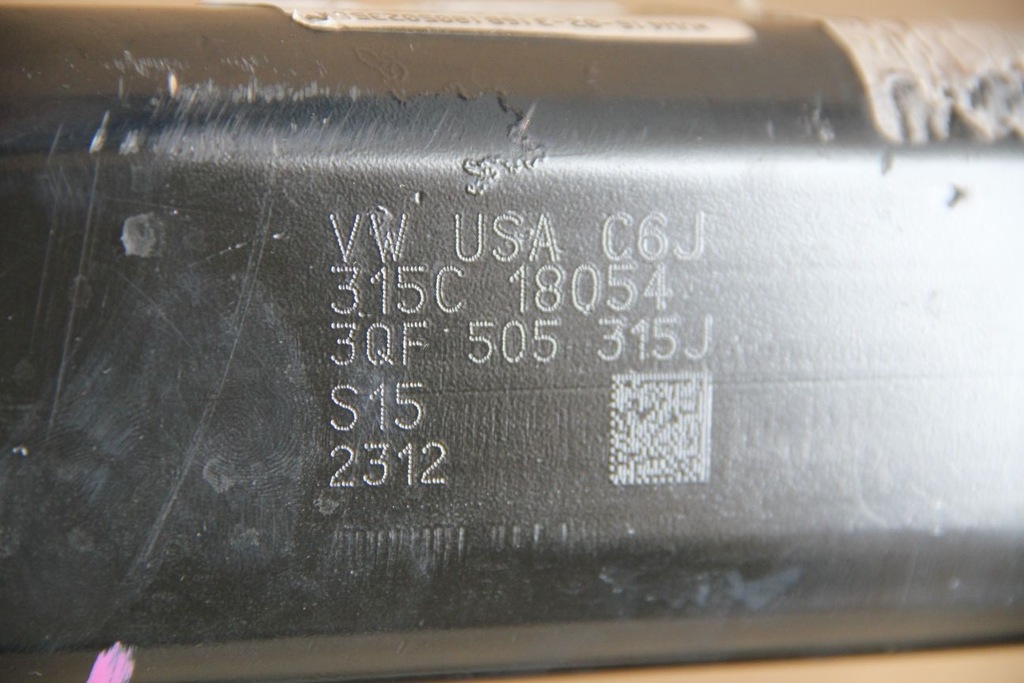 VW USA C6J
315C 18054
3QF 505 315J
S15
2312